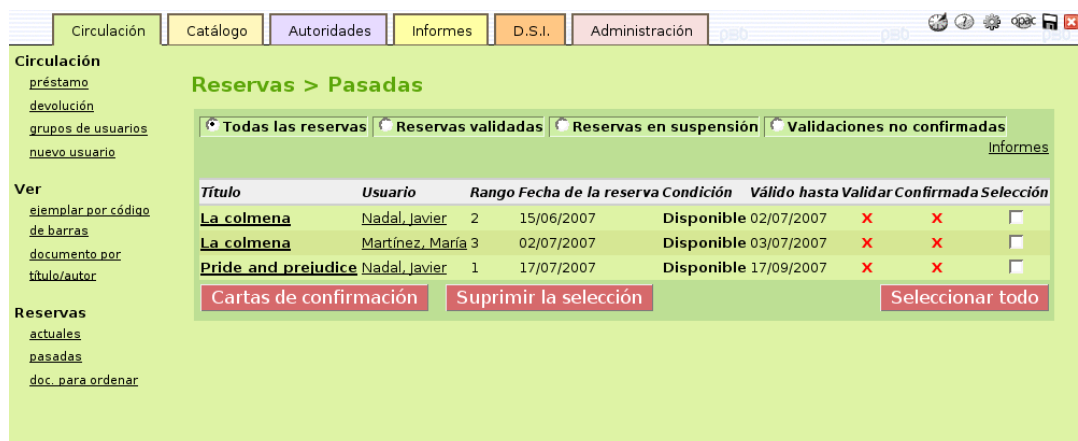 Circulación Catálogo Autoridades Informes D.S.I. Administración opac
Circulación
préstamo
devolución
grupos de usuarios
nuevo usuario
Ver
ejemplar por código
de barras
documento por
título/autor
Reservas
actuales
pasadas
doc. para ordenar
Reservas > Pasadas
Todas las reservas Reservas validadas Reservas en suspensión Validaciones no confirmadas
Informes
Título Usuario Rango Fecha de la reserva Condición Válido hasta Validar Confirmada Selección
La colmena Nadal, Javier 2 15/06/2007 Disponible 02/07/2007 X X
La colmena Martínez, María 3 02/07/2007 Disponible 03/07/2007 X X
Pride and prejudice Nadal, Javier 1 17/07/2007 Disponible 17/09/2007 X X
Cartas de confirmación Suprimir la selección Seleccionar todo